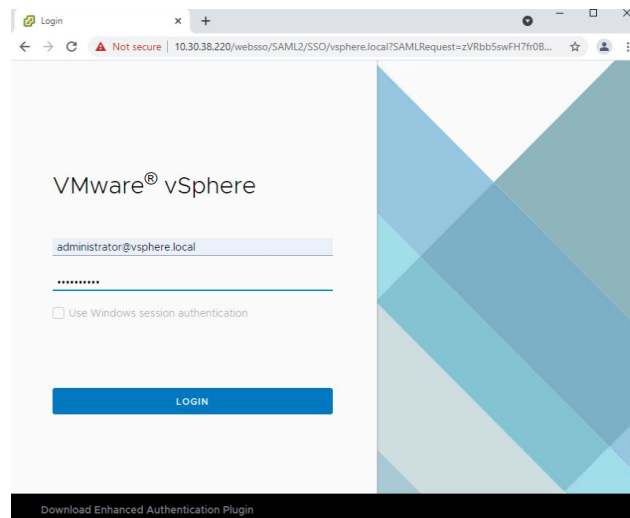 Login
Not secure | 10.30.38.220/websso/SAML2/SSO/vsphere.local?SAMLRequest=zVRbb5swFH7fr0B...
VMware® vSphere
administrator@vsphere.local
••••••••••
Use Windows session authentication
LOGIN
Download Enhanced Authentication Plugin